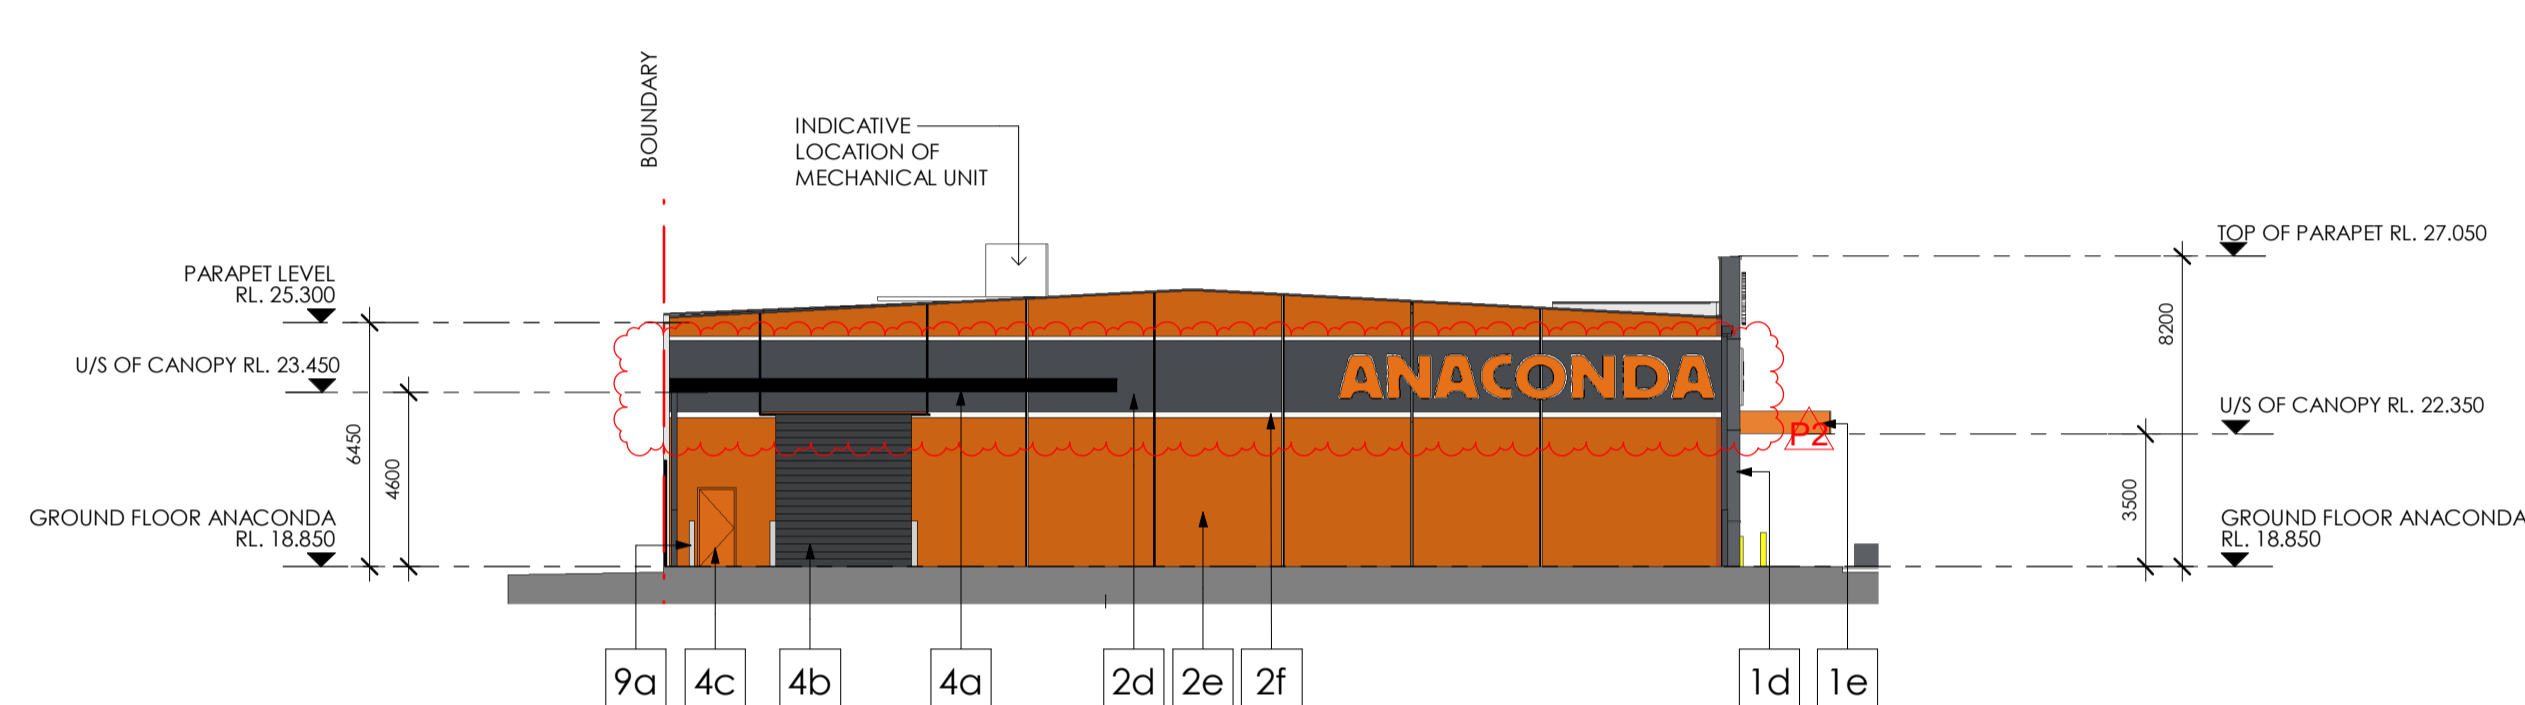 BOUNDARY
INDICATIVE
LOCATION OF
MECHANICAL UNIT
PARAPET LEVEL
RL. 25.300
U/S OF CANOPY RL. 23.450
GROUND FLOOR ANACONDA
RL. 18.850
6450
4600
ANACONDA
P2
TOP OF PARAPET RL. 27.050
U/S OF CANOPY RL. 22.350
GROUND FLOOR ANACONDA
RL. 18.850
8200
3500
9a 4c 4b 4a 2d 2e 2f 1d 1e